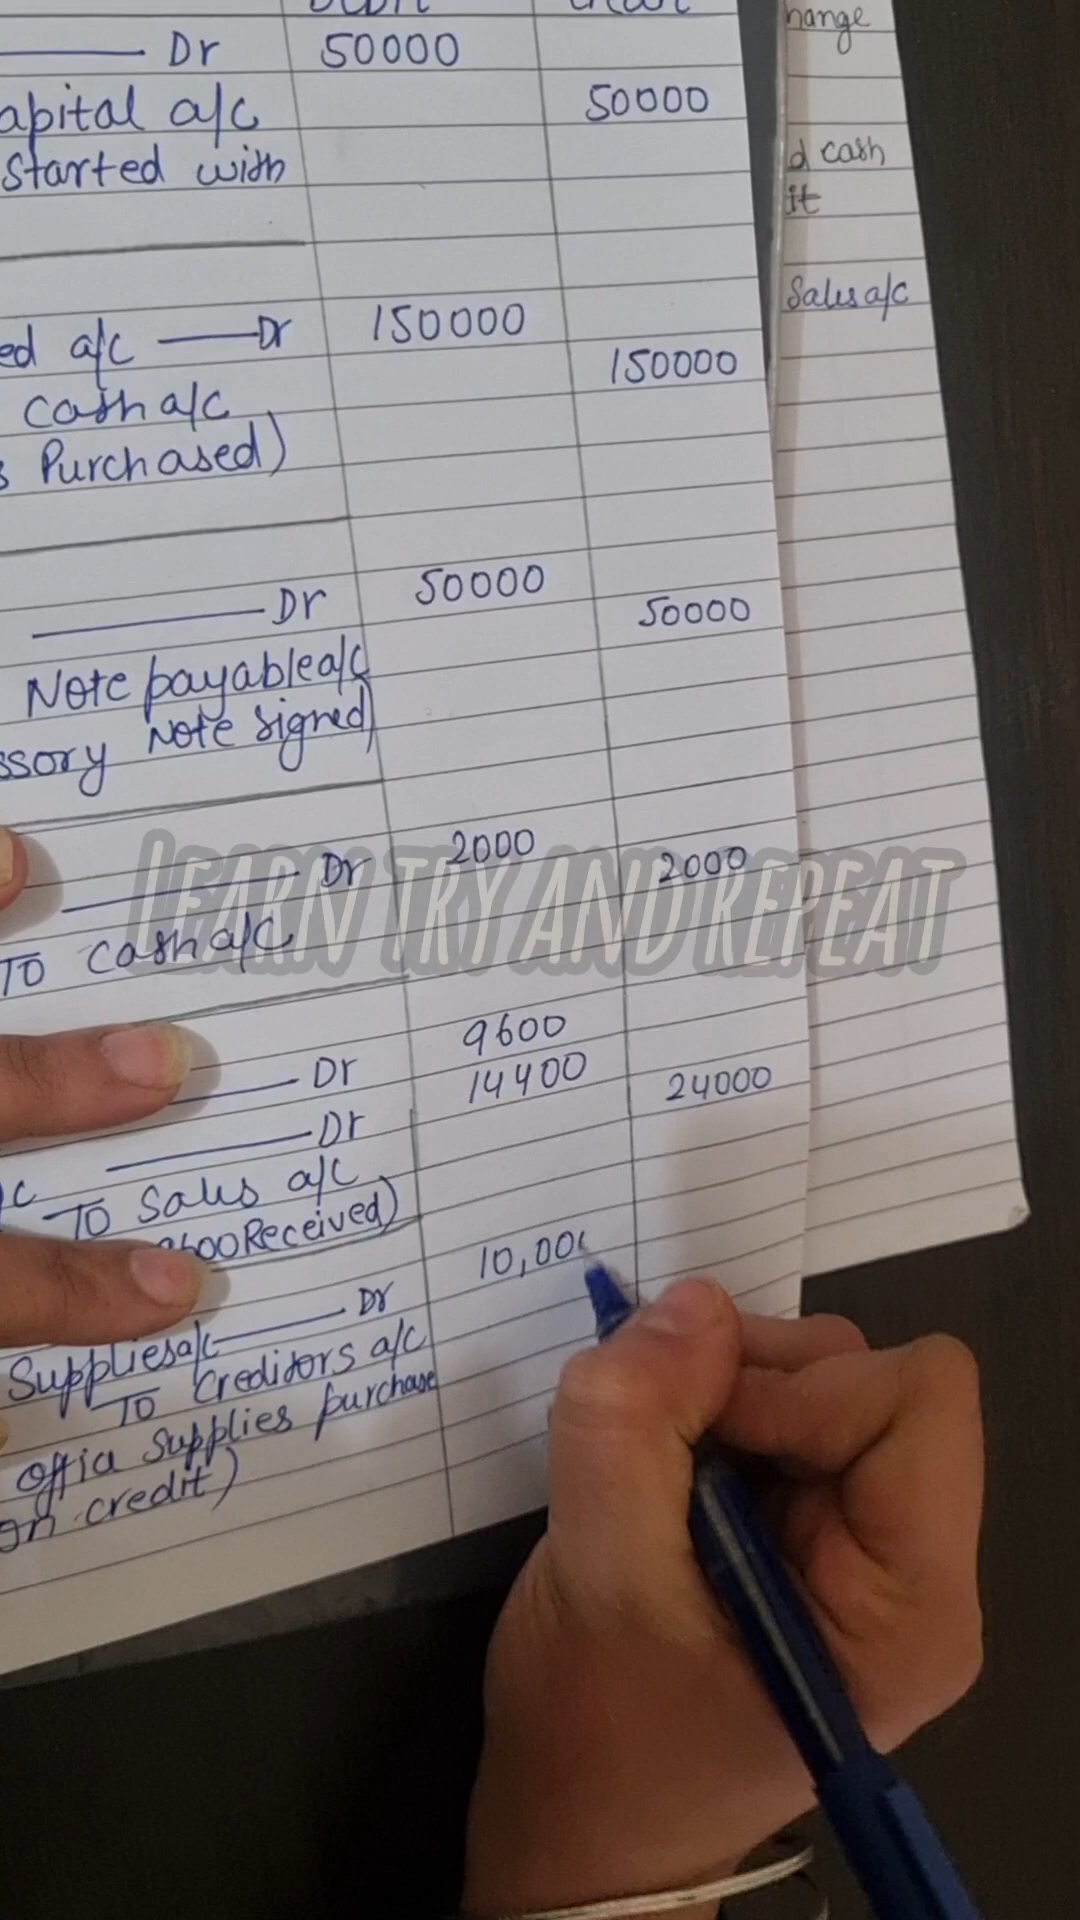 Dr 50000
apital a/c 50000
Started with
ed a/c Dr 150000
cash a/c 150000
Purchased)
Dr 50000
50000
Note payable a/c
ssory Note signed)
Dr 2000 2000
To cash a/c
Dr 9600
Dr 14400 24000
To Sales a/c
600 Received)
Supplies a/c Dr 10,00
To Creditors a/c
supplies purchase
on credit)
hange
d cash
it
Sales a/c
LEARN TRY AND REPEAT